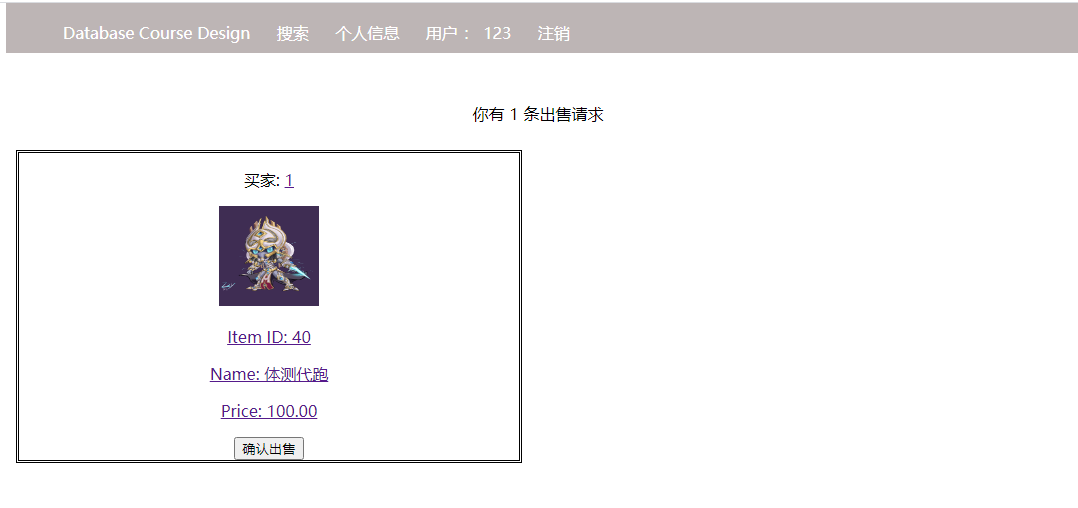 Database Course Design 搜索 个人信息 用户： 123 注销
你有 1 条出售请求
买家: 1
Item ID: 40
Name: 体测代跑
Price: 100.00
确认出售